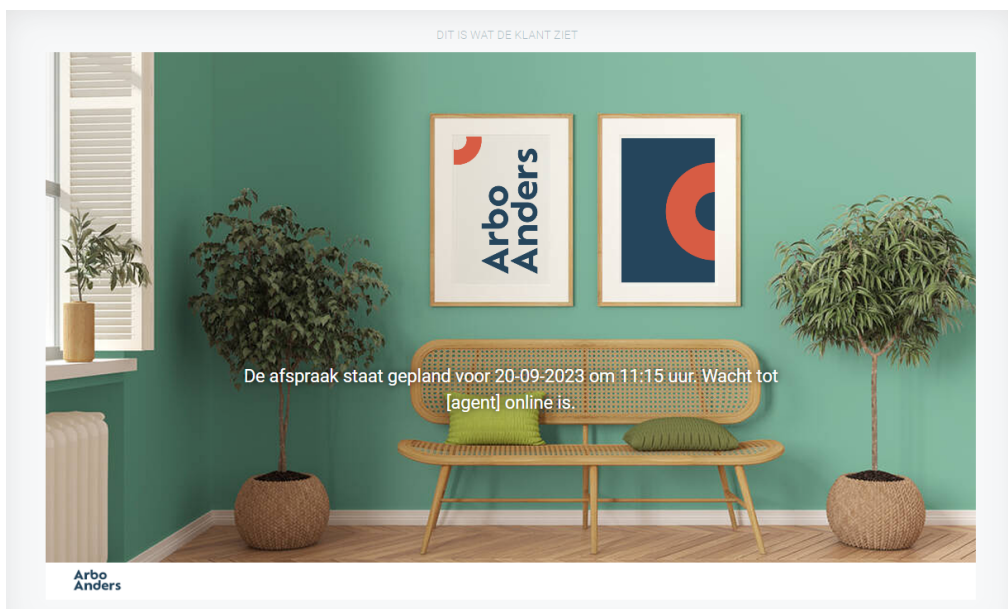 DIT IS WAT DE KLANT ZIET
Arbo
Anders
De afspraak staat gepland voor 20-09-2023 om 11:15 uur. Wacht tot
[agent] online is.
Arbo
Anders